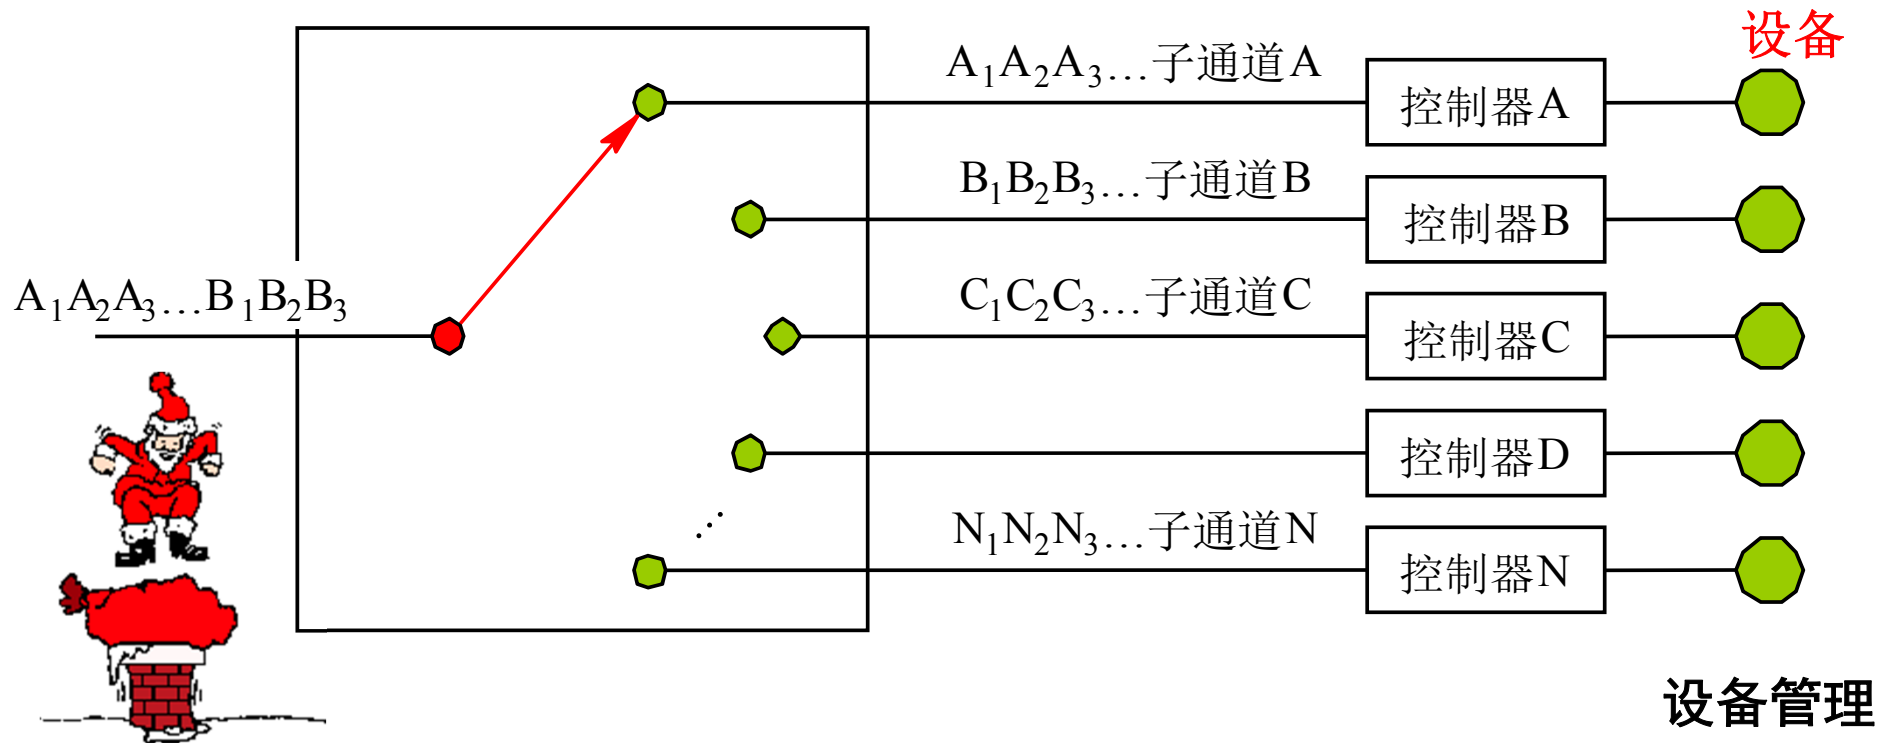 设备
A₁A₂A₃…子通道A
控制器A
B₁B₂B₃…子通道B
控制器B
A₁A₂A₃…B₁B₂B₃
C₁C₂C₃…子通道C
控制器C
控制器D
N₁N₂N₃…子通道N
控制器N
设备管理